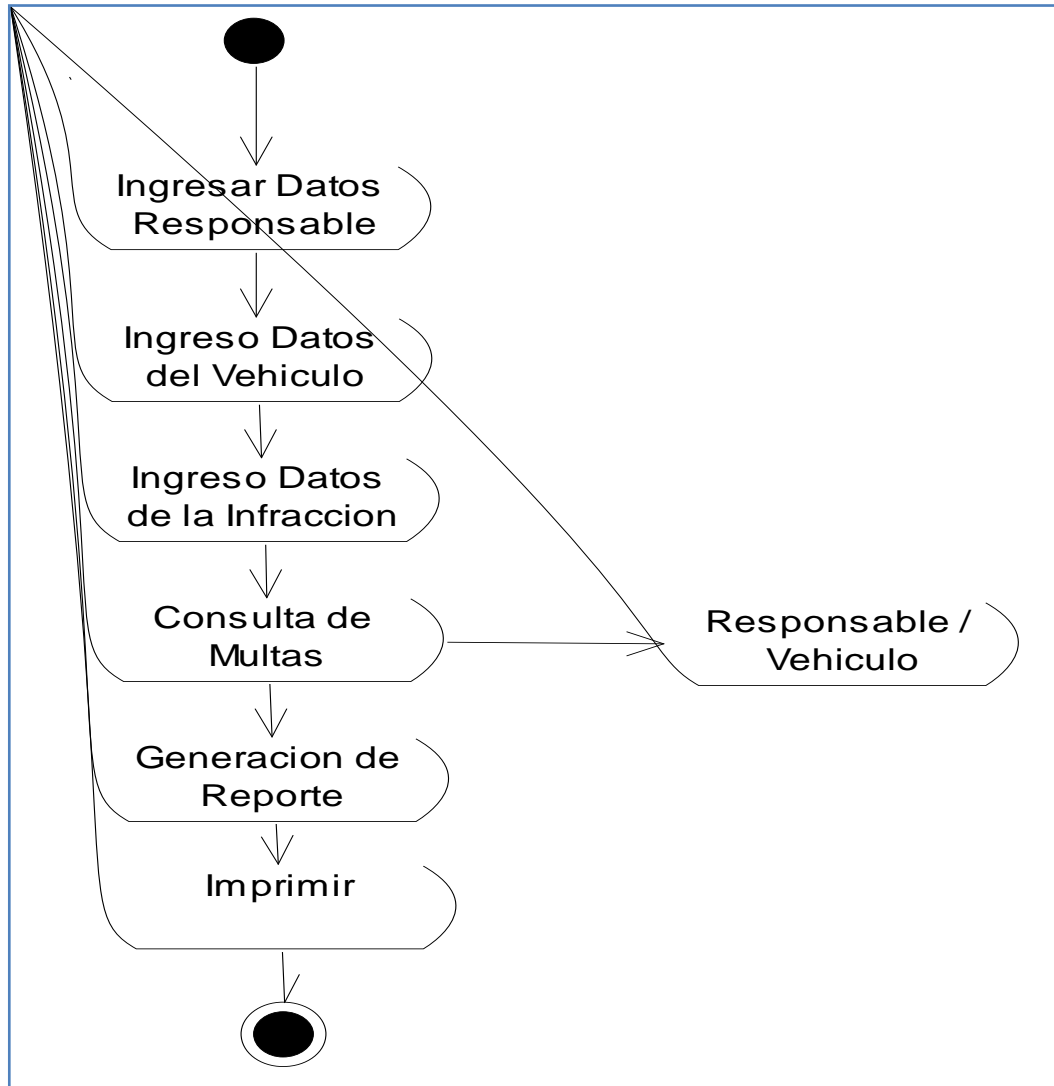 Ingresar Datos
Responsable
Ingreso Datos
del Vehiculo
Ingreso Datos
de la Infraccion
Consulta de
Multas
Responsable /
Vehiculo
Generacion de
Reporte
Imprimir